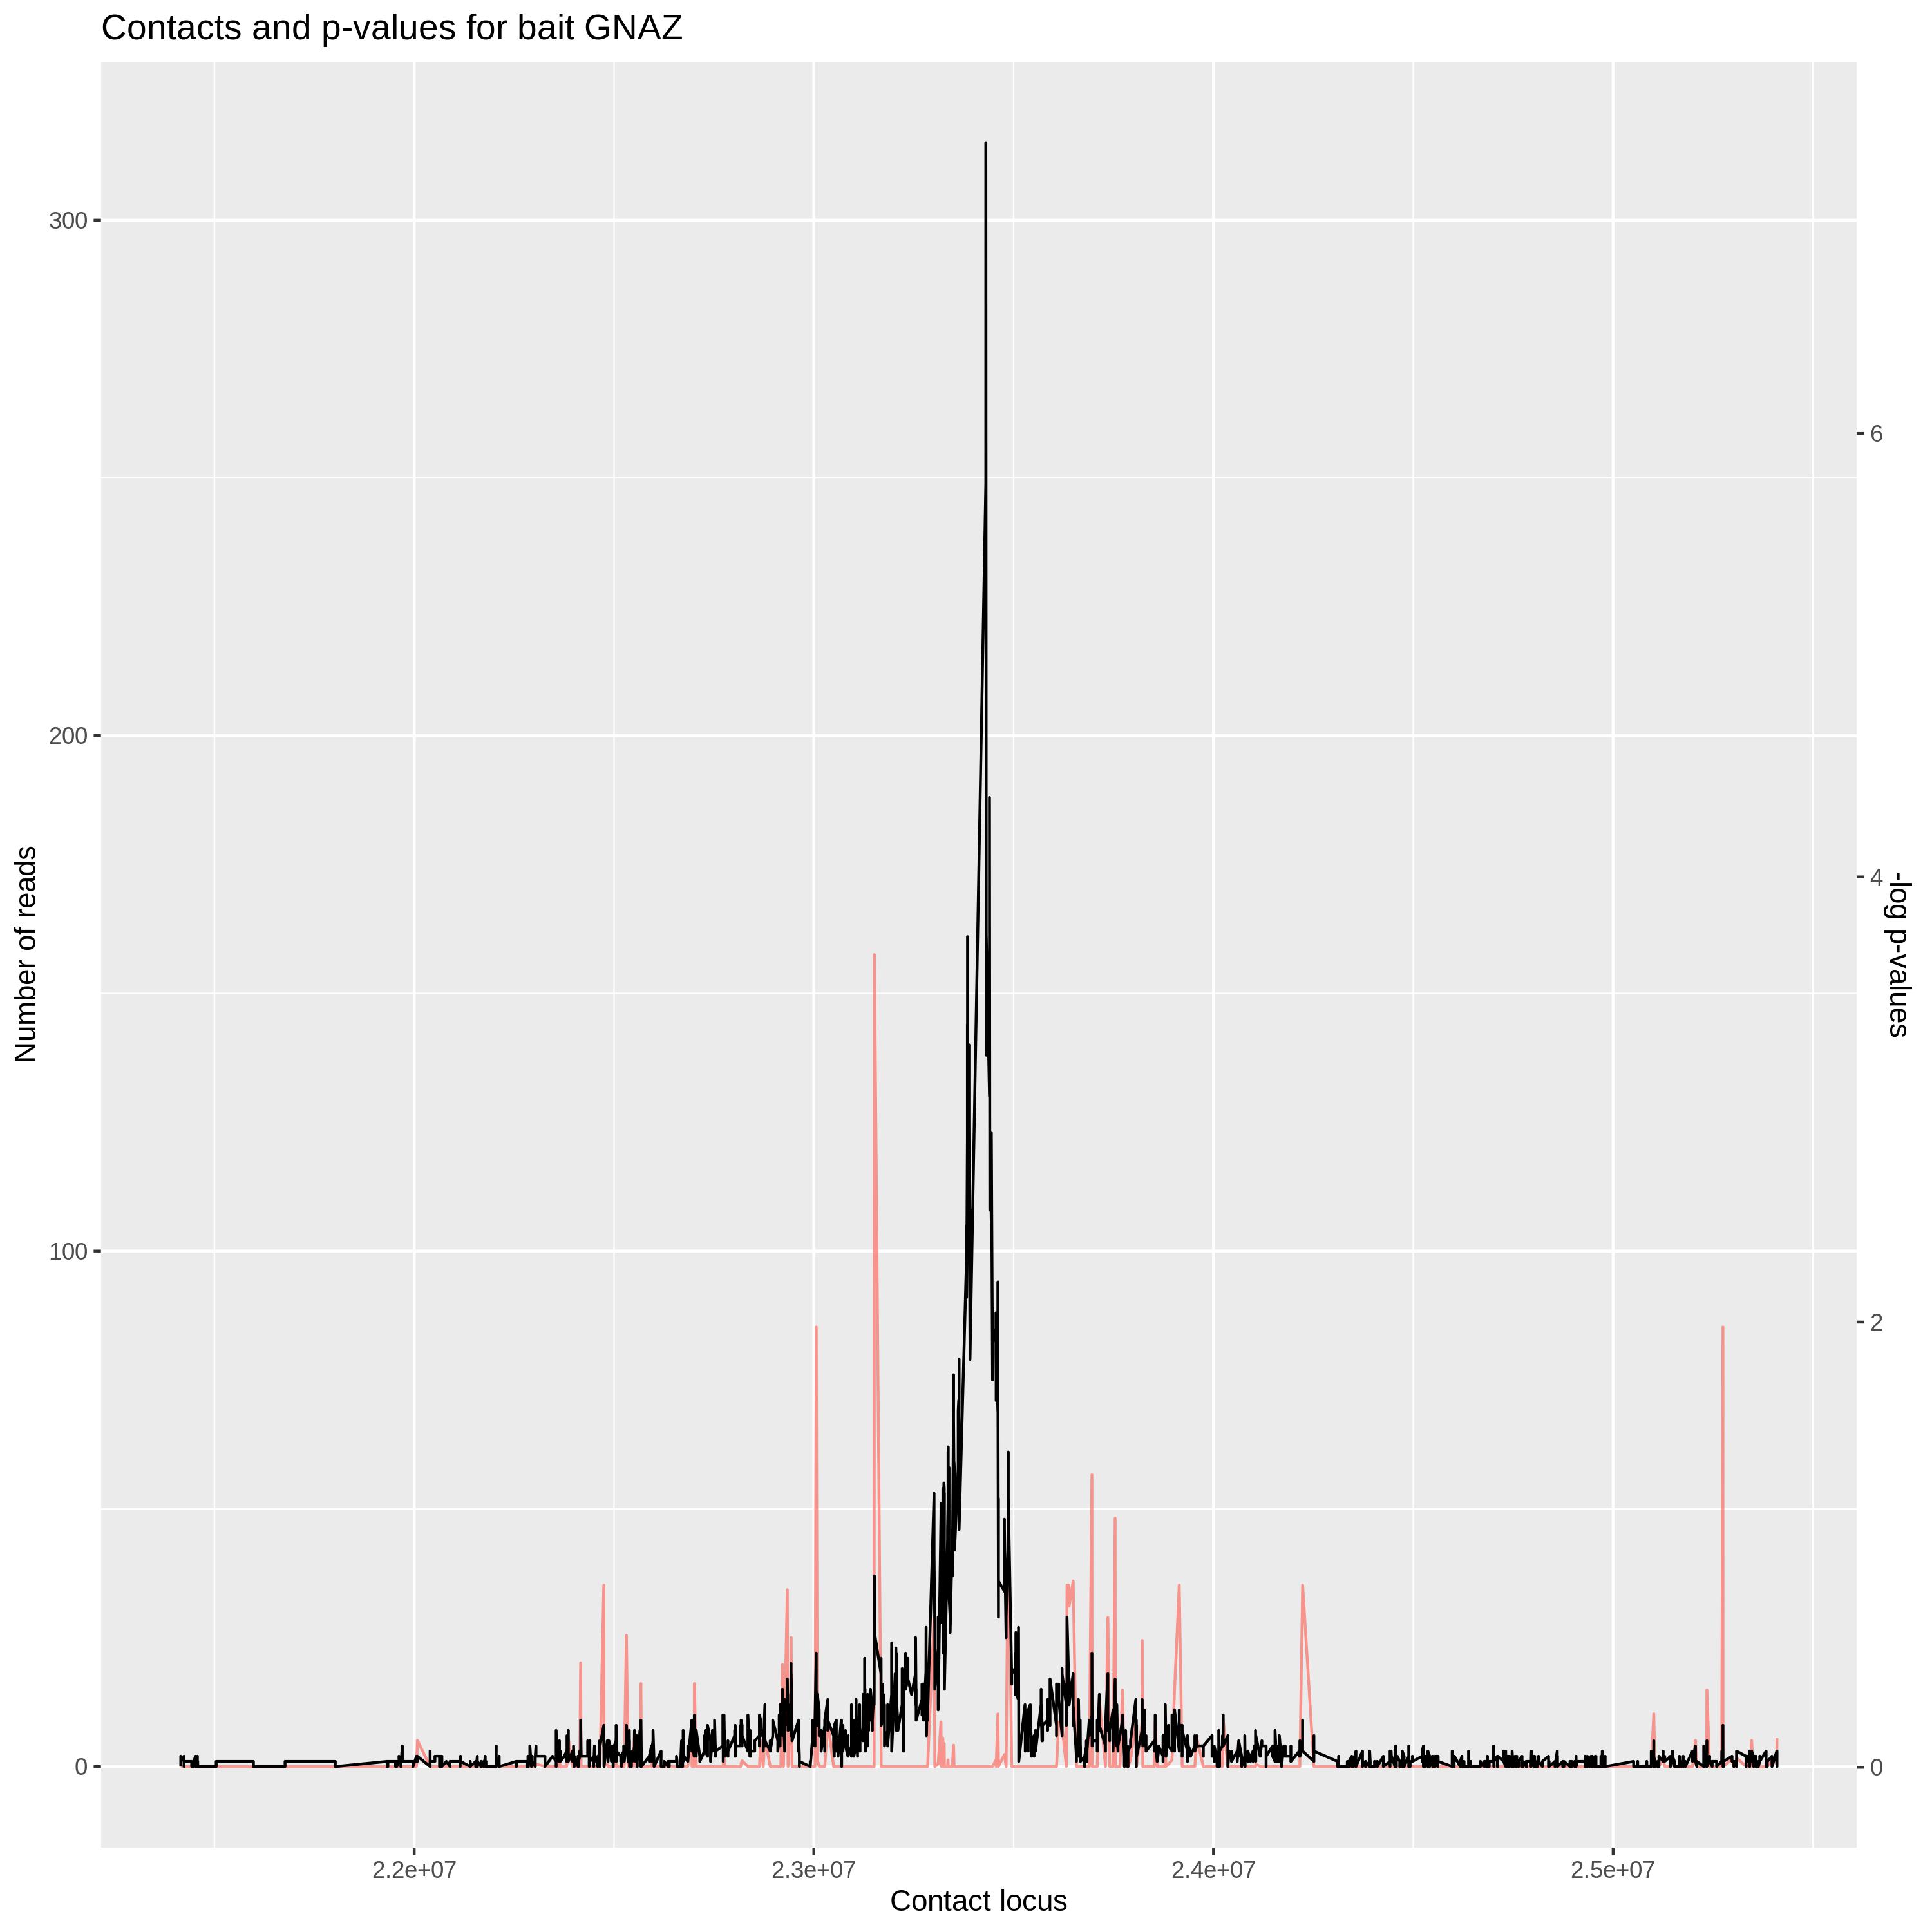 Contacts and p-values for bait GNAZ
Number of reads
300
200
100
0
6
4
2
0
-log p-values
2.2e+07
2.3e+07
2.4e+07
2.5e+07
Contact locus